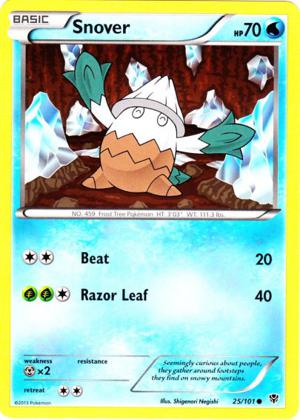 BASIC
Snover
HP70
NO. 459 Frost Tree Pokémon HT: 3'03" WT: 111.3 lbs.
Beat 20
Razor Leaf 40
weakness
resistance
×2
retreat
Seemingly curious about people,
they gather around footsteps
they find on snowy mountains.
Illus. Shigenori Negishi
25/101
©2013 Pokémon